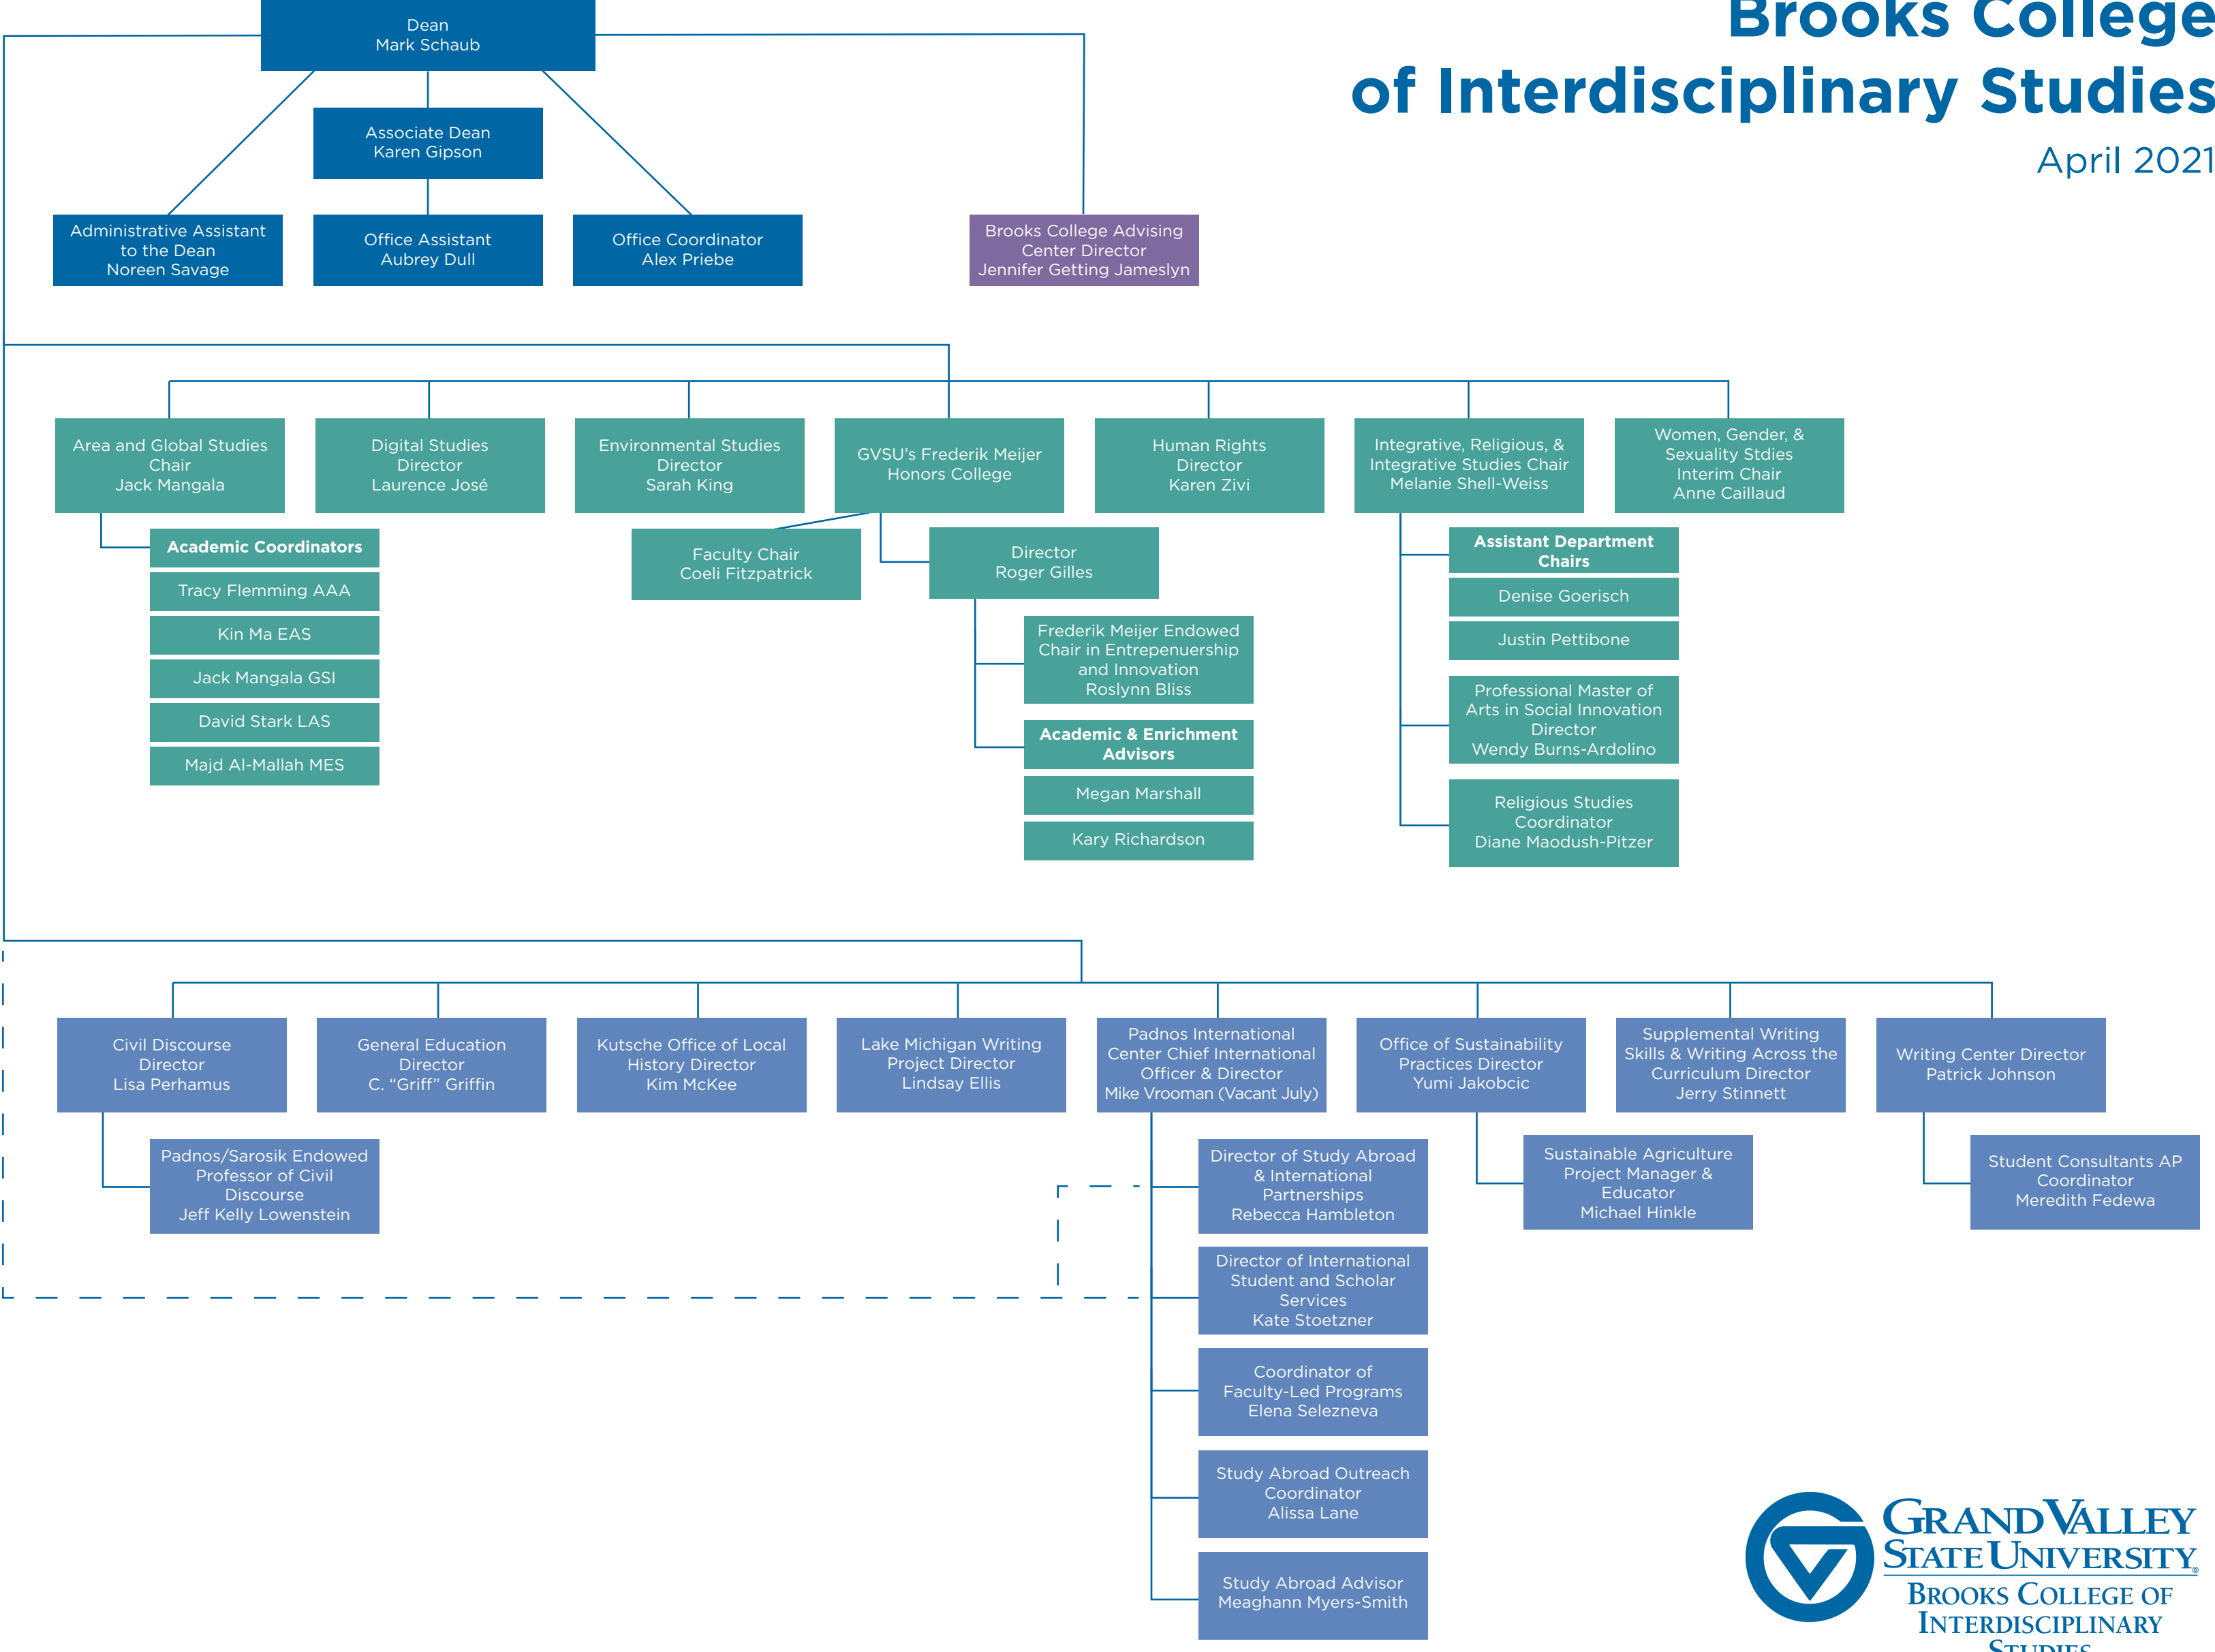 Brooks College
of Interdisciplinary Studies
April 2021
Dean
Mark Schaub
Associate Dean
Karen Gipson
Administrative Assistant
to the Dean
Noreen Savage
Office Assistant
Aubrey Dull
Office Coordinator
Alex Priebe
Brooks College Advising
Center Director
Jennifer Getting Jameslyn
Area and Global Studies
Chair
Jack Mangala
Digital Studies
Director
Laurence José
Environmental Studies
Director
Sarah King
GVSU's Frederik Meijer
Honors College
Human Rights
Director
Karen Zivi
Integrative, Religious, &
Integrative Studies Chair
Melanie Shell-Weiss
Women, Gender, &
Sexuality Stdies
Interim Chair
Anne Caillaud
Academic Coordinators
Tracy Flemming AAA
Kin Ma EAS
Jack Mangala GSI
David Stark LAS
Majd Al-Mallah MES
Faculty Chair
Coeli Fitzpatrick
Director
Roger Gilles
Frederik Meijer Endowed
Chair in Entrepenuership
and Innovation
Roslynn Bliss
Academic & Enrichment
Advisors
Megan Marshall
Kary Richardson
Assistant Department
Chairs
Denise Goerisch
Justin Pettibone
Professional Master of
Arts in Social Innovation
Director
Wendy Burns-Ardolino
Religious Studies
Coordinator
Diane Maodush-Pitzer
Civil Discourse
Director
Lisa Perhamus
General Education
Director
C. “Griff” Griffin
Kutsche Office of Local
History Director
Kim McKee
Lake Michigan Writing
Project Director
Lindsay Ellis
Padnos International
Center Chief International
Officer & Director
Mike Vrooman (Vacant July)
Office of Sustainability
Practices Director
Yumi Jakobcic
Supplemental Writing
Skills & Writing Across the
Curriculum Director
Jerry Stinnett
Writing Center Director
Patrick Johnson
Padnos/Sarosik Endowed
Professor of Civil
Discourse
Jeff Kelly Lowenstein
Director of Study Abroad
& International
Partnerships
Rebecca Hambleton
Director of International
Student and Scholar
Services
Kate Stoetzner
Coordinator of
Faculty-Led Programs
Elena Selezneva
Study Abroad Outreach
Coordinator
Alissa Lane
Study Abroad Advisor
Meaghann Myers-Smith
Sustainable Agriculture
Project Manager &
Educator
Michael Hinkle
Student Consultants AP
Coordinator
Meredith Fedewa
GRAND VALLEY
STATE UNIVERSITY®
BROOKS COLLEGE OF
INTERDISCIPLINARY
STUDIES